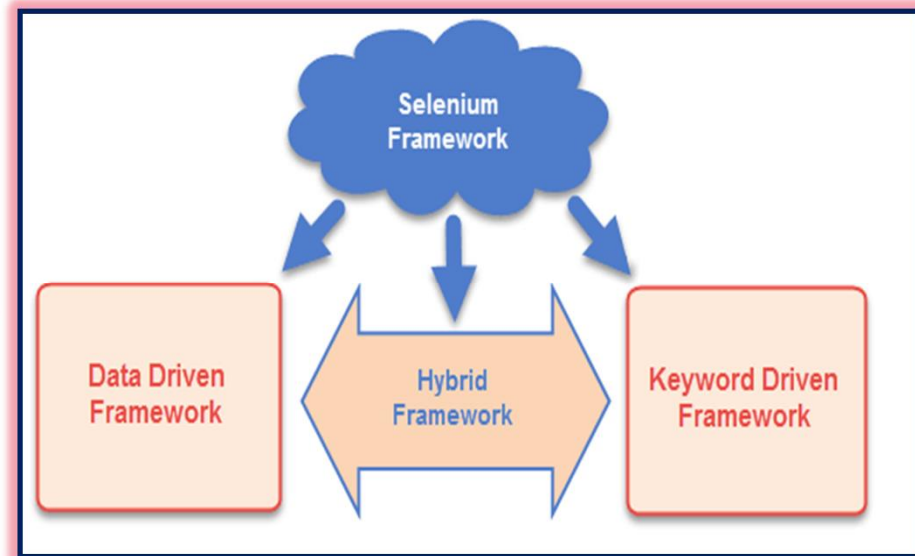 Selenium
Framework
Data Driven
Framework
Hybrid
Framework
Keyword Driven
Framework